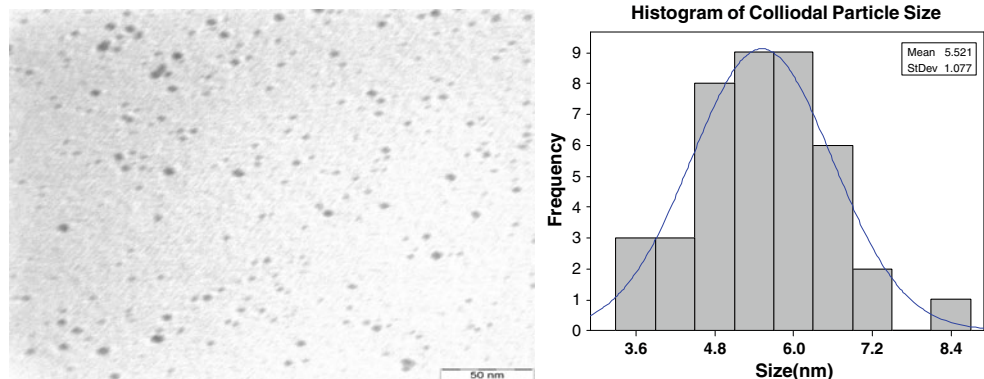 50 nm
Histogram of Colliodal Particle Size
Mean 5.521
StDev 1.077
Frequency
9
8
7
6
5
4
3
2
1
0
3.6 4.8 6.0 7.2 8.4
Size(nm)